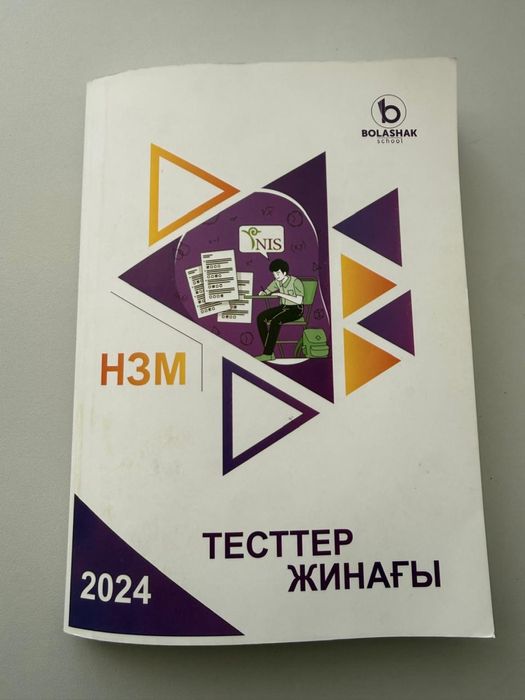 BOLASHAK
school
NIS
НЗМ
ТЕСТТЕР
ЖИНАҒЫ
2024